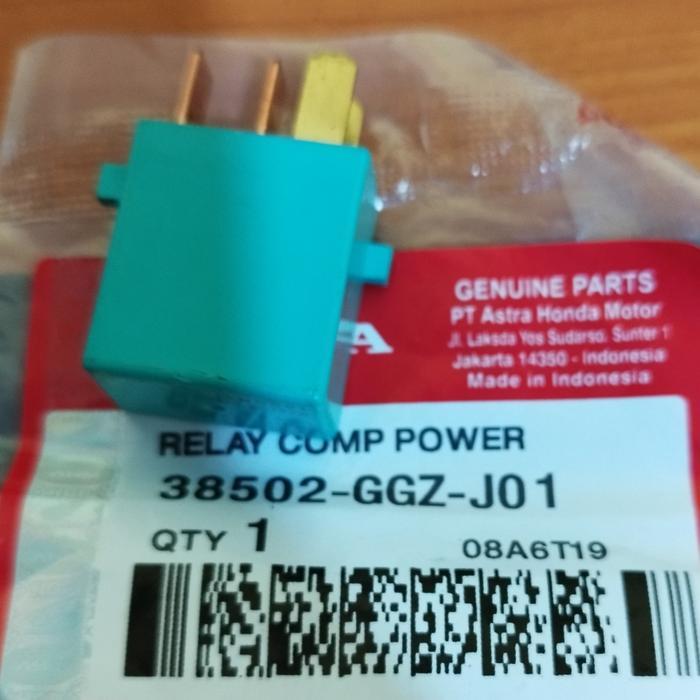 GENUINE PARTS
PT Astra Honda Motor
Jl. Laksda Yos Sudarso, Sunter 1
Jakarta 14350 - Indonesia
Made in Indonesia
A
RELAY COMP POWER
38502-GGZ-J01
QTY 1
08A6T19